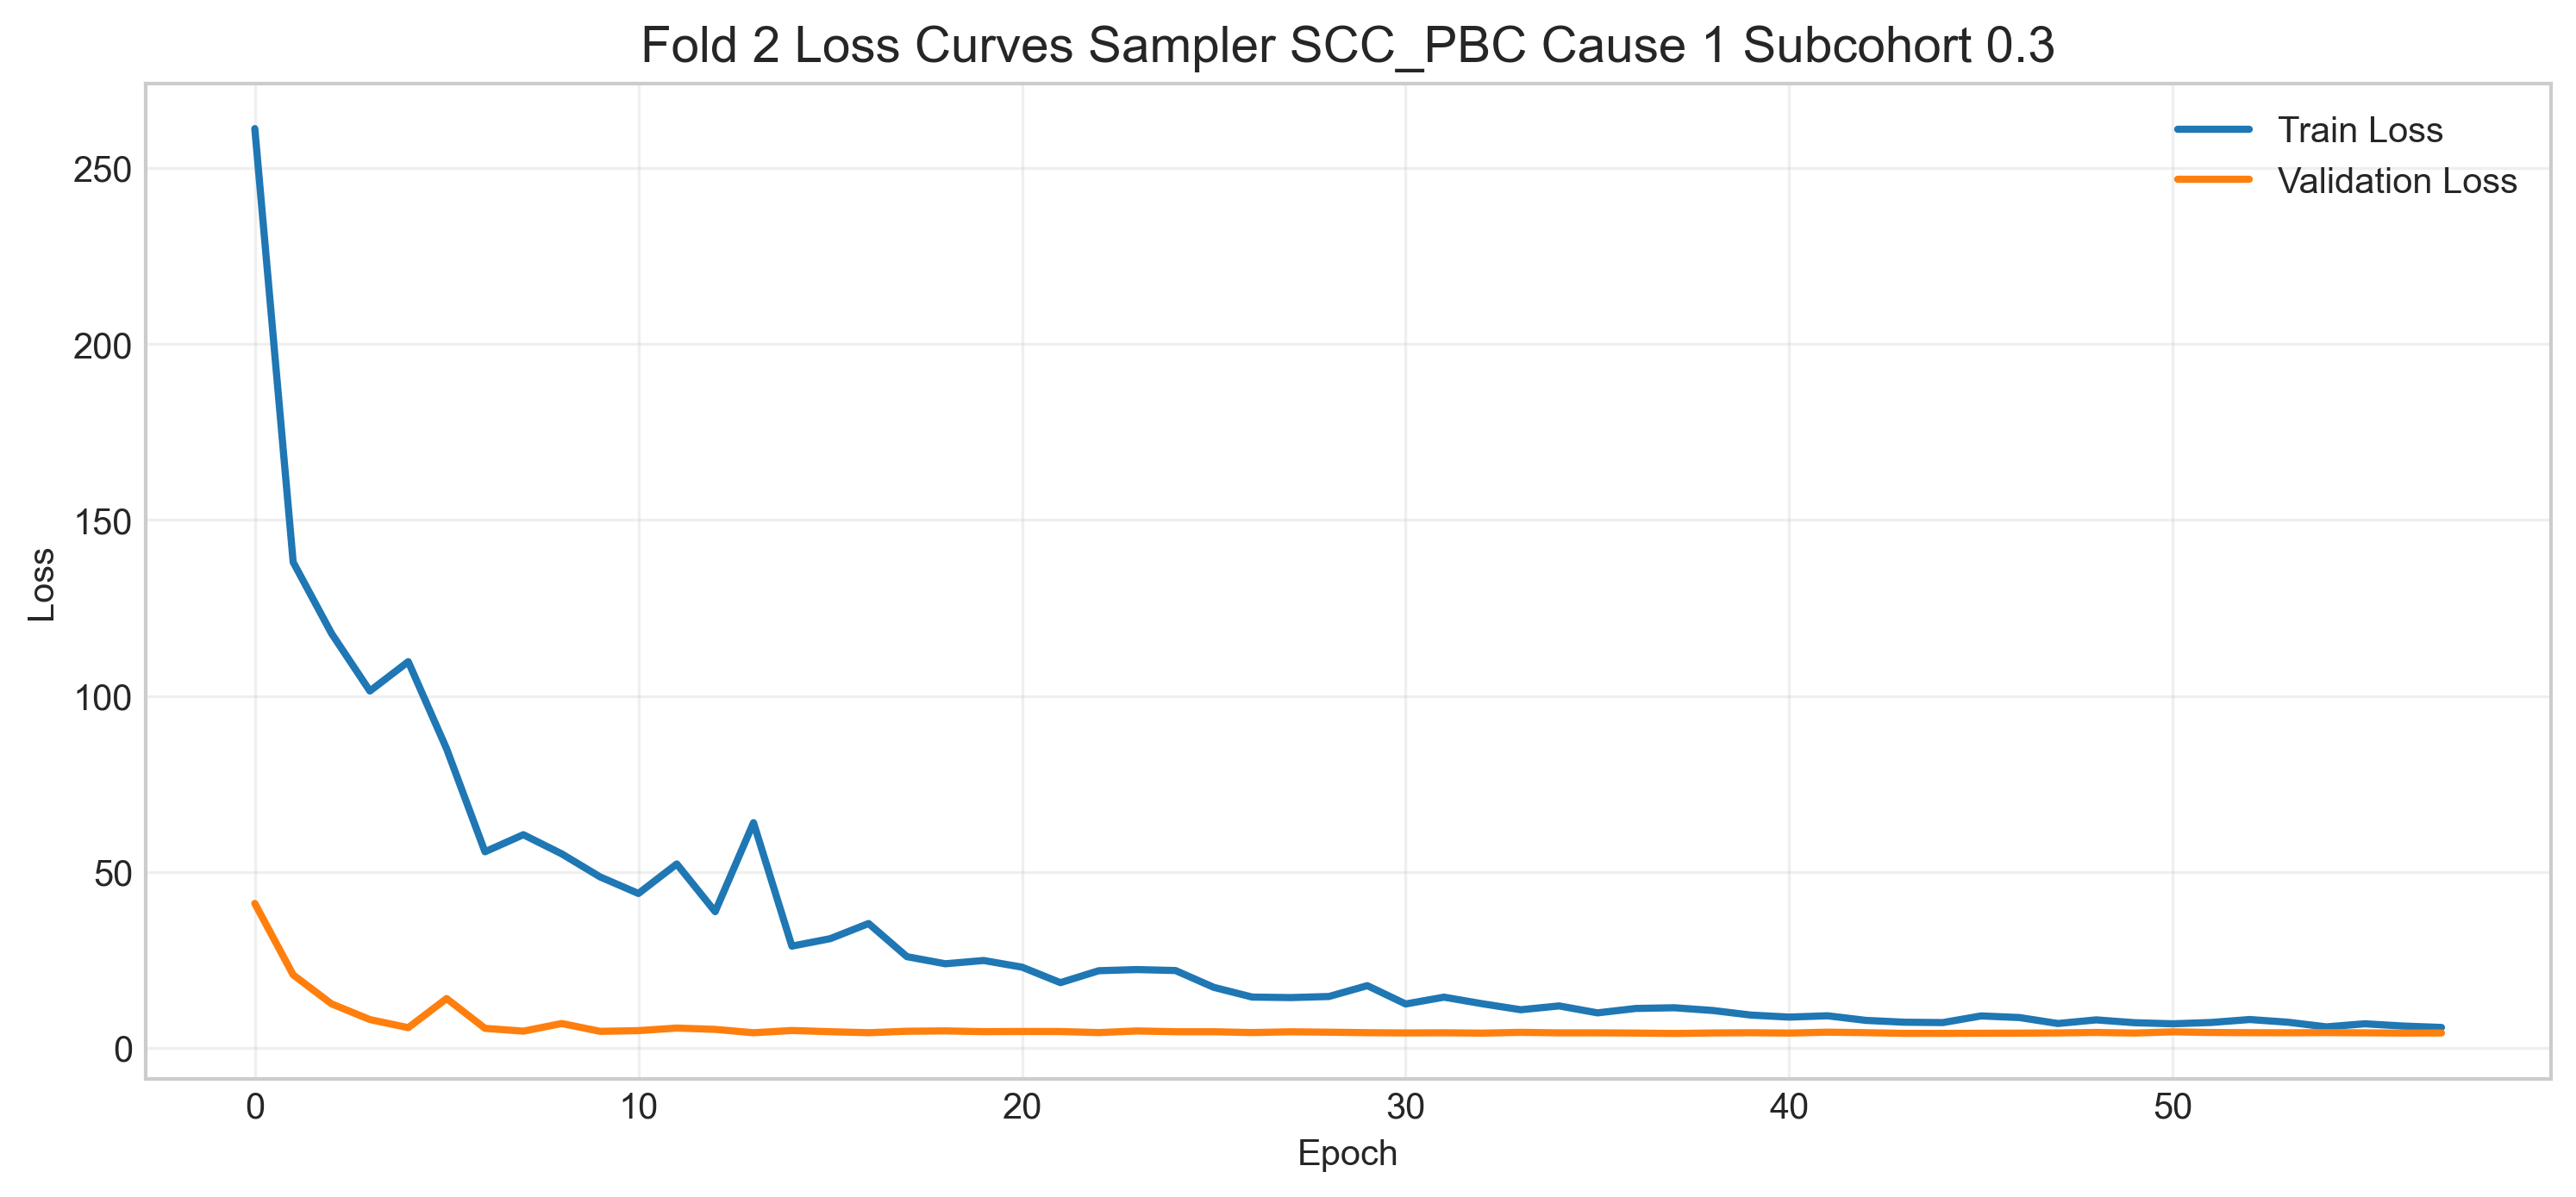 Fold 2 Loss Curves Sampler SCC_PBC Cause 1 Subcohort 0.3
Train Loss
Validation Loss
250
200
150
100
50
0
Loss
0 10 20 30 40 50
Epoch